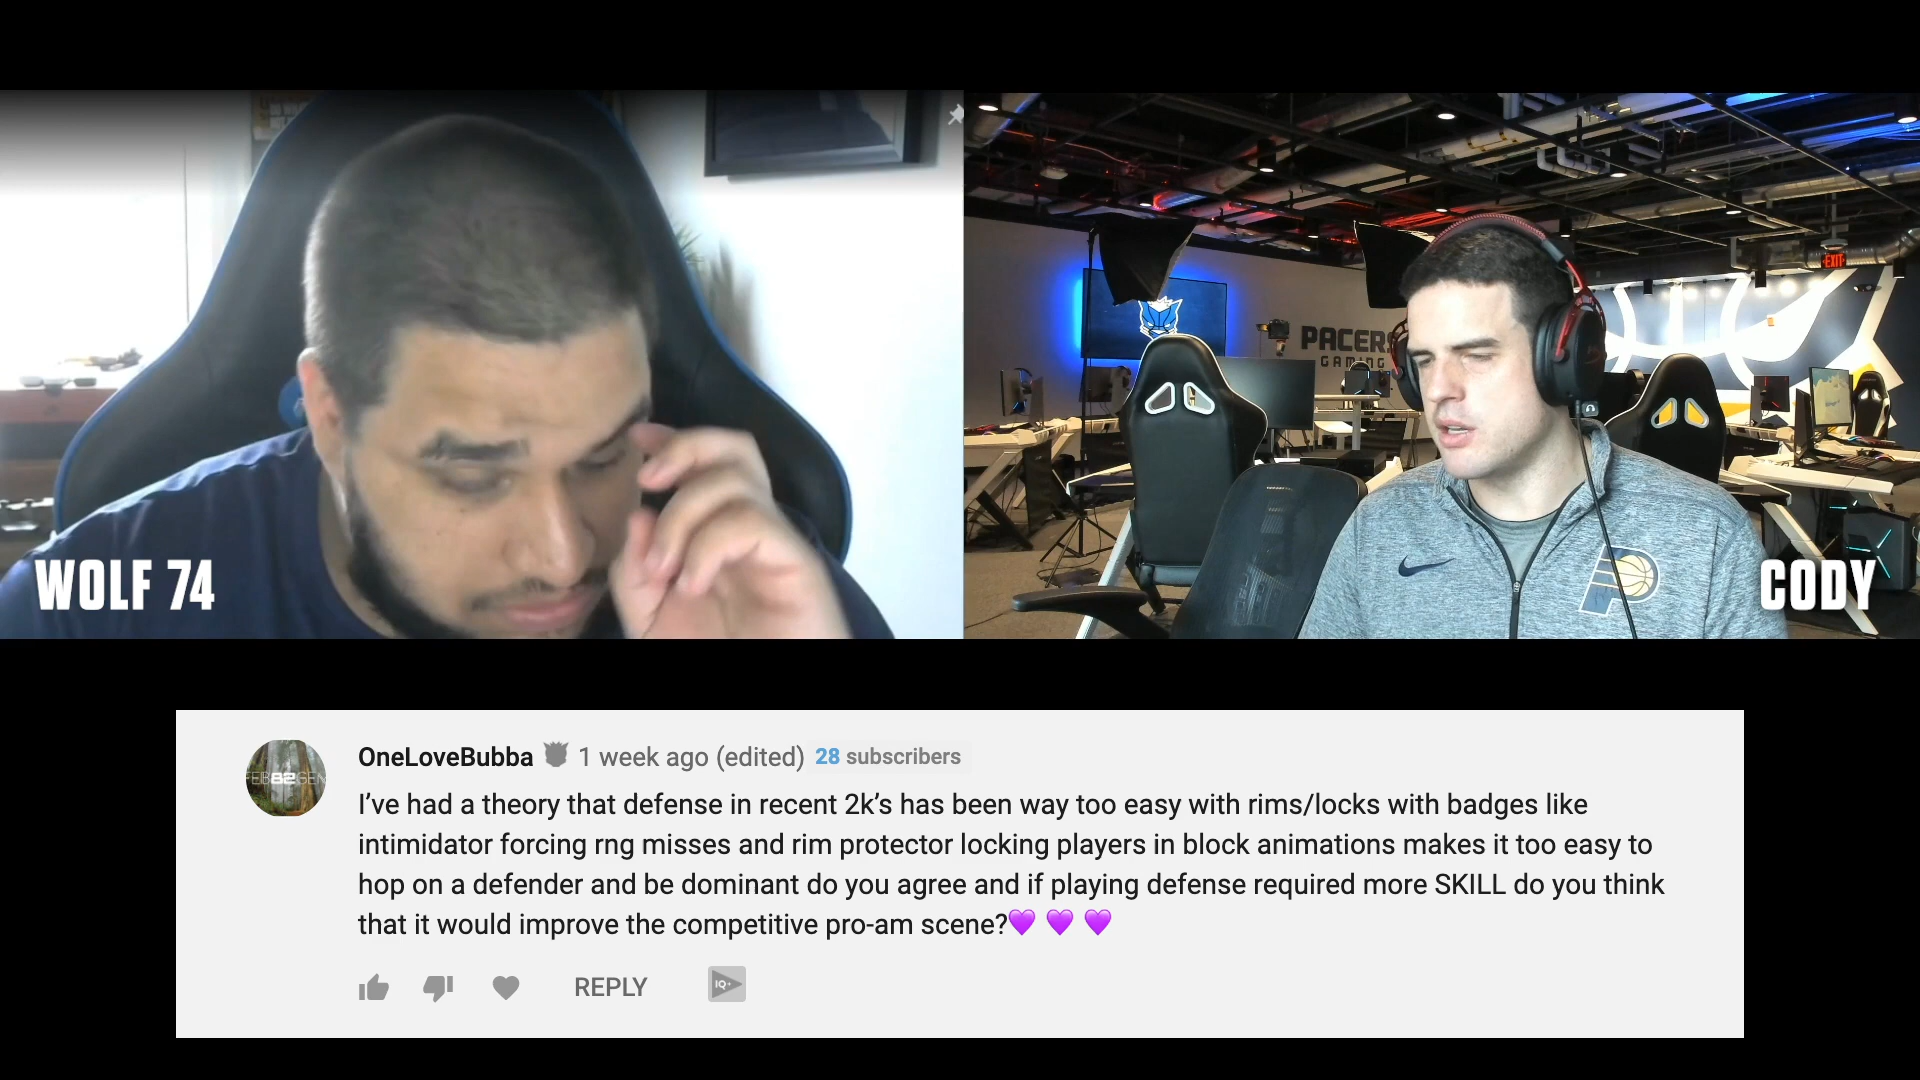 PACERS
GAMING
EXIT
WOLF 74
CODY
OneLoveBubba 1 week ago (edited) 28 subscribers
I've had a theory that defense in recent 2k's has been way too easy with rims/locks with badges like
intimidator forcing rng misses and rim protector locking players in block animations makes it too easy to
hop on a defender and be dominant do you agree and if playing defense required more SKILL do you think
that it would improve the competitive pro-am scene?💜 💜 💜
REPLY
IQ+